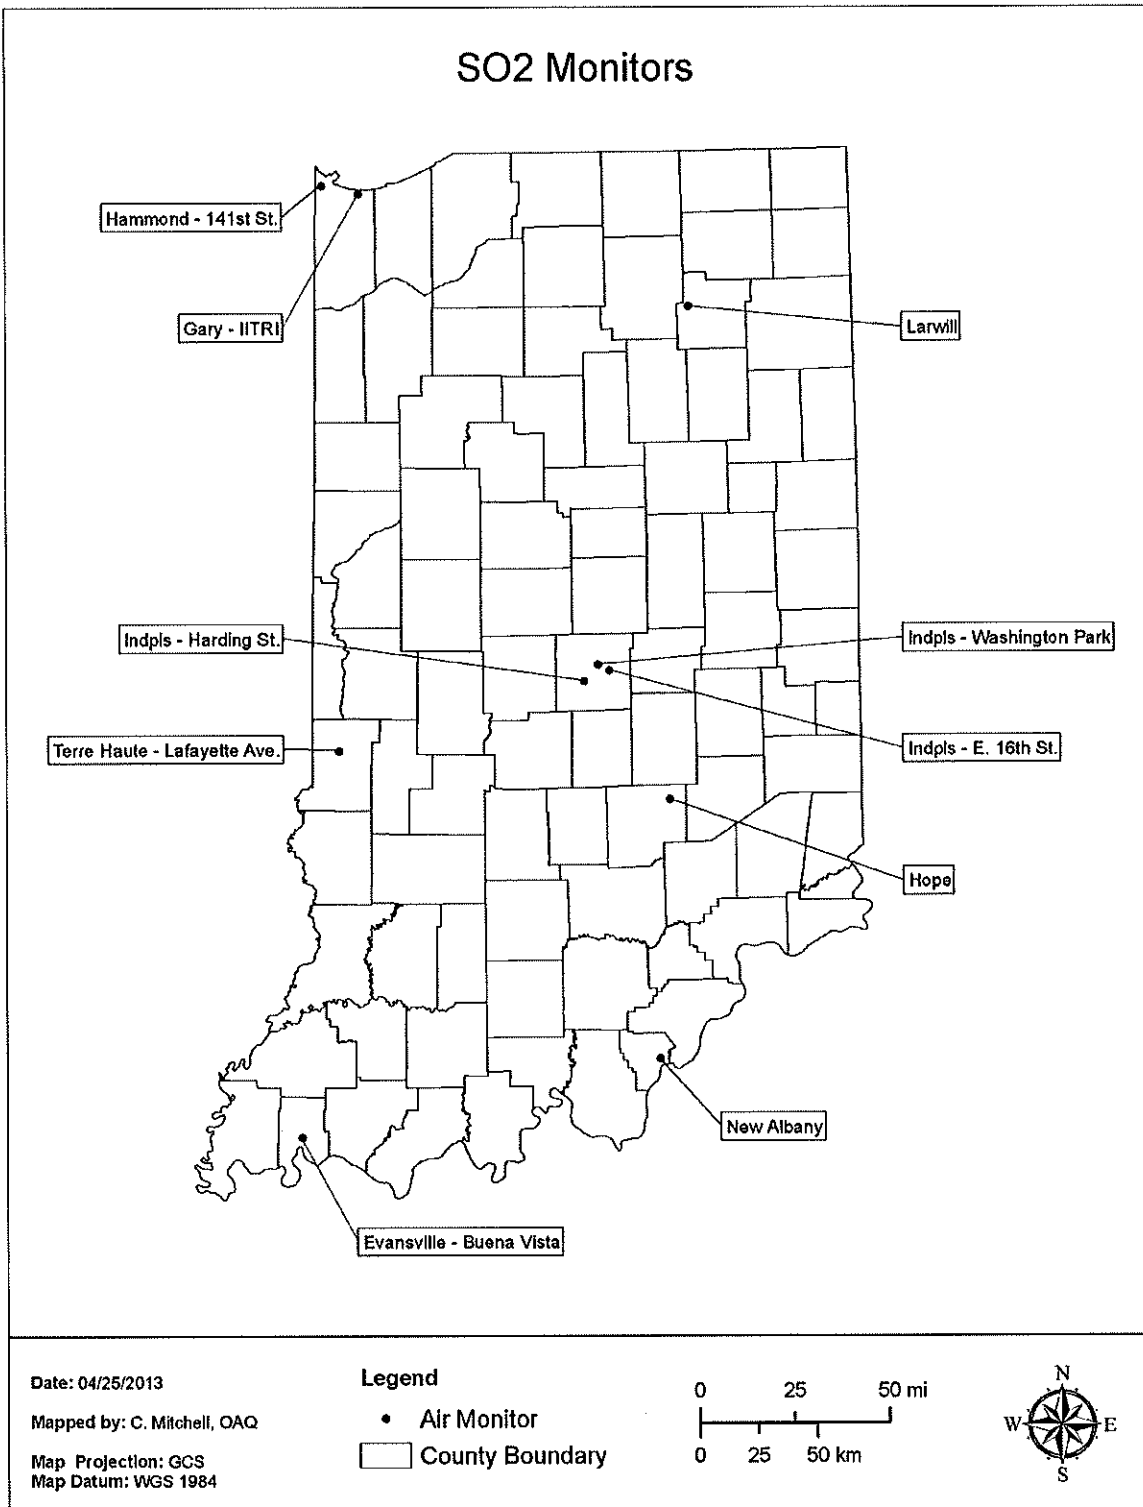 SO2 Monitors
Hammond - 141st St.
Gary - IITRI
Larwill
Indpls - Harding St.
Indpls - Washington Park
Terre Haute - Lafayette Ave.
Indpls - E. 16th St.
Hope
New Albany
Evansville - Buena Vista
Date: 04/25/2013
Mapped by: C. Mitchell, OAQ
Map Projection: GCS
Map Datum: WGS 1984
Legend
Air Monitor
County Boundary
0 25 50 mi
0 25 50 km
N
W E
S